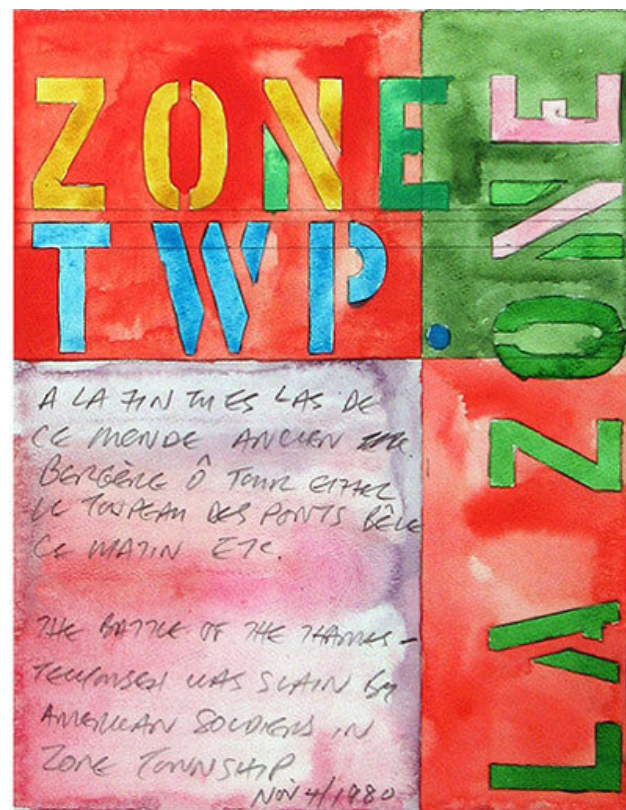 ZONE
TWP.
LA ZONE
A LA FIN TU ES LAS DE
CE MONDE ANCIEN ETC.
BERGÈRE Ô TOUR EIFFEL
LE TROUPEAU DES PONTS BÊLE
CE MATIN ETC.
THE BATTLE OF THE THAMES –
TECUMSEH WAS SLAIN BY
AMERICAN SOLDIERS IN
ZONE TOWNSHIP
NOV 4/1980